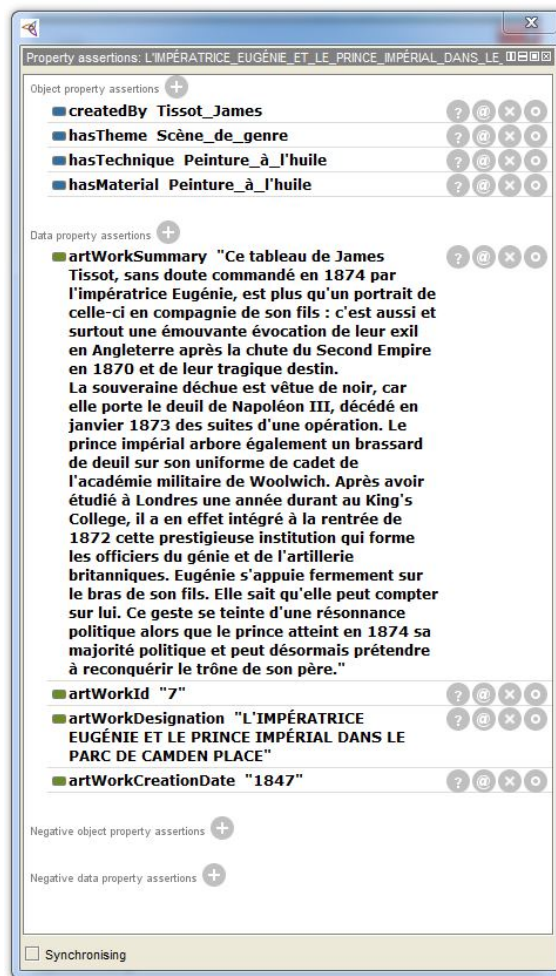 Property assertions: L'IMPÉRATRICE_EUGÉNIE_ET_LE_PRINCE_IMPÉRIAL_DANS_LE_
Object property assertions
createdBy Tissot_James
hasTheme Scène_de_genre
hasTechnique Peinture_à_l'huile
hasMaterial Peinture_à_l'huile
Data property assertions
artWorkSummary "Ce tableau de James
Tissot, sans doute commandé en 1874 par
l'impératrice Eugénie, est plus qu'un portrait de
celle-ci en compagnie de son fils : c'est aussi et
surtout une émouvante évocation de leur exil
en Angleterre après la chute du Second Empire
en 1870 et de leur tragique destin.
La souveraine déchue est vêtue de noir, car
elle porte le deuil de Napoléon III, décédé en
janvier 1873 des suites d'une opération. Le
prince impérial arbore également un brassard
de deuil sur son uniforme de cadet de
l'académie militaire de Woolwich. Après avoir
étudié à Londres une année durant au King's
College, il a en effet intégré à la rentrée de
1872 cette prestigieuse institution qui forme
les officiers du génie et de l'artillerie
britanniques. Eugénie s'appuie fermement sur
le bras de son fils. Elle sait qu'elle peut compter
sur lui. Ce geste se teinte d'une résonnance
politique alors que le prince atteint en 1874 sa
majorité politique et peut désormais prétendre
à reconquérir le trône de son père."
artWorkId "7"
artWorkDesignation "L'IMPÉRATRICE
EUGÉNIE ET LE PRINCE IMPÉRIAL DANS LE
PARC DE CAMDEN PLACE"
artWorkCreationDate "1847"
Negative object property assertions
Negative data property assertions
Synchronising